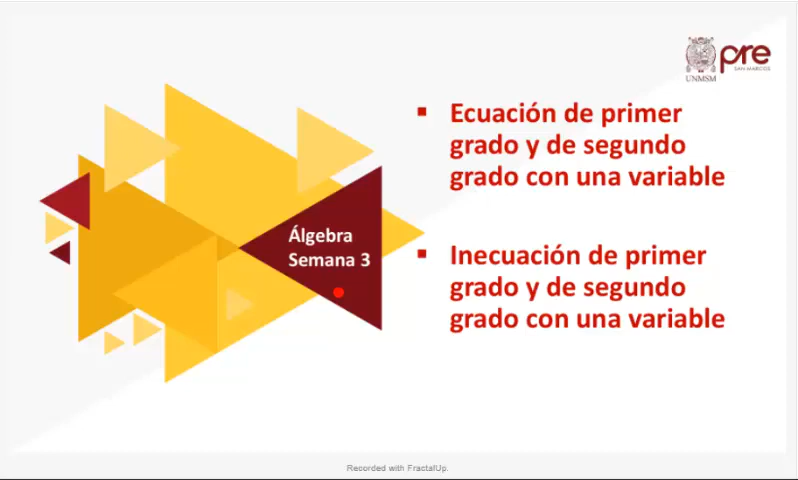 UNMSM
pre
SAN MARCOS
▪ Ecuación de primer
grado y de segundo
grado con una variable
Álgebra
Semana 3
▪ Inecuación de primer
grado y de segundo
grado con una variable
Recorded with FractalUp.